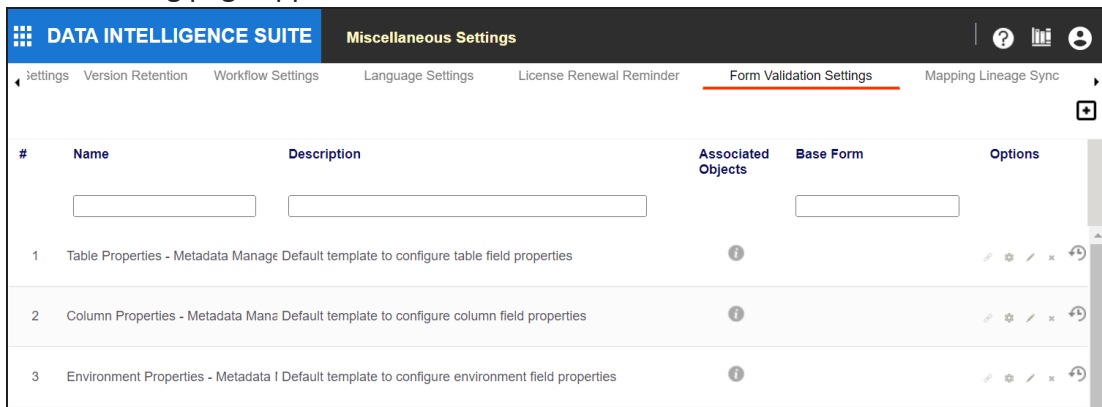 DATA INTELLIGENCE SUITE Miscellaneous Settings
Settings Version Retention Workflow Settings Language Settings License Renewal Reminder Form Validation Settings Mapping Lineage Sync
# Name Description Associated Objects Base Form Options
1 Table Properties - Metadata Manage Default template to configure table field properties
2 Column Properties - Metadata Mana Default template to configure column field properties
3 Environment Properties - Metadata Default template to configure environment field properties